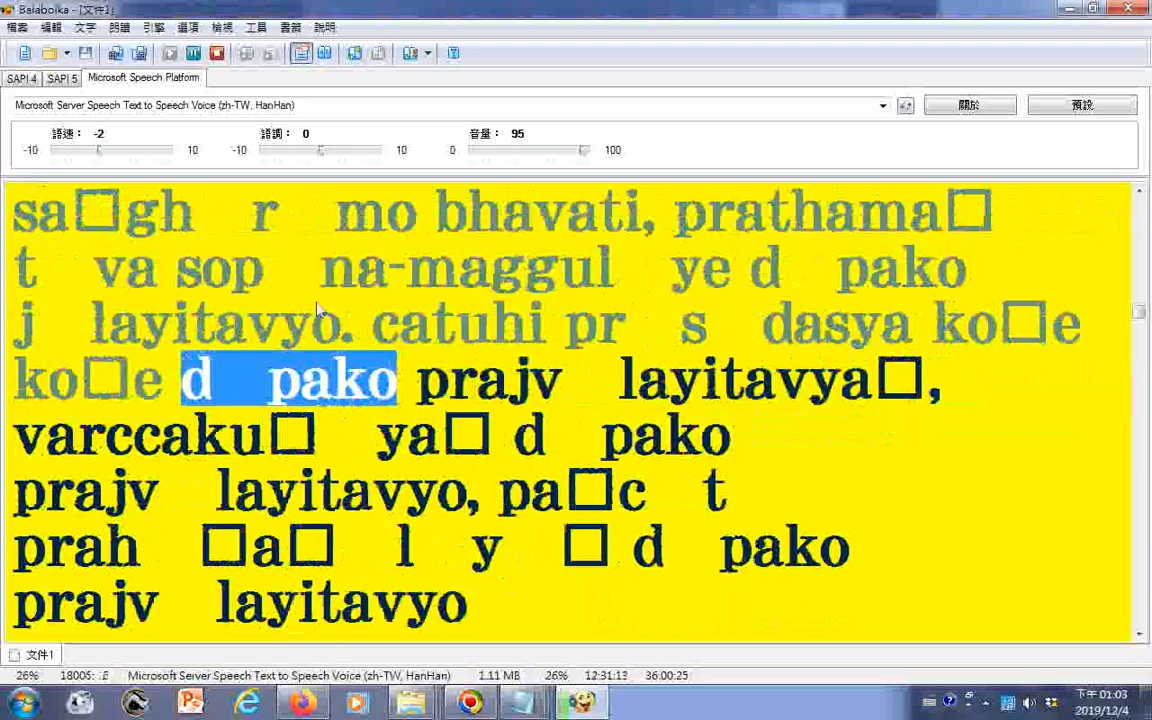 Balabolka - [文件1]
檔案 編輯 文字 朗讀 引擎 選項 檢視 工具 書籤 說明
SAPI 4 SAPI 5 Microsoft Speech Platform
Microsoft Server Speech Text to Speech Voice (zh-TW, HanHan) 關於 預設
語速： -2 語調： 0 音量： 95
-10 10 -10 10 0 100
sa□gh r mo bhavati, prathama□
t va sop na-maggul ye d pako
j layitavyo. catuhi pr s dasya ko□e
ko□e d pako prajv layitavya□,
varccaku□ ya□ d pako
prajv layitavyo, pa□c t
prah □a□ l y □ d pako
prajv layitavyo
文件1
26% Microsoft Server Speech Text to Speech Voice (zh-TW, HanHan) 1.11 MB 26% 12:31:13 36:00:25
下午 01:03
2019/12/4